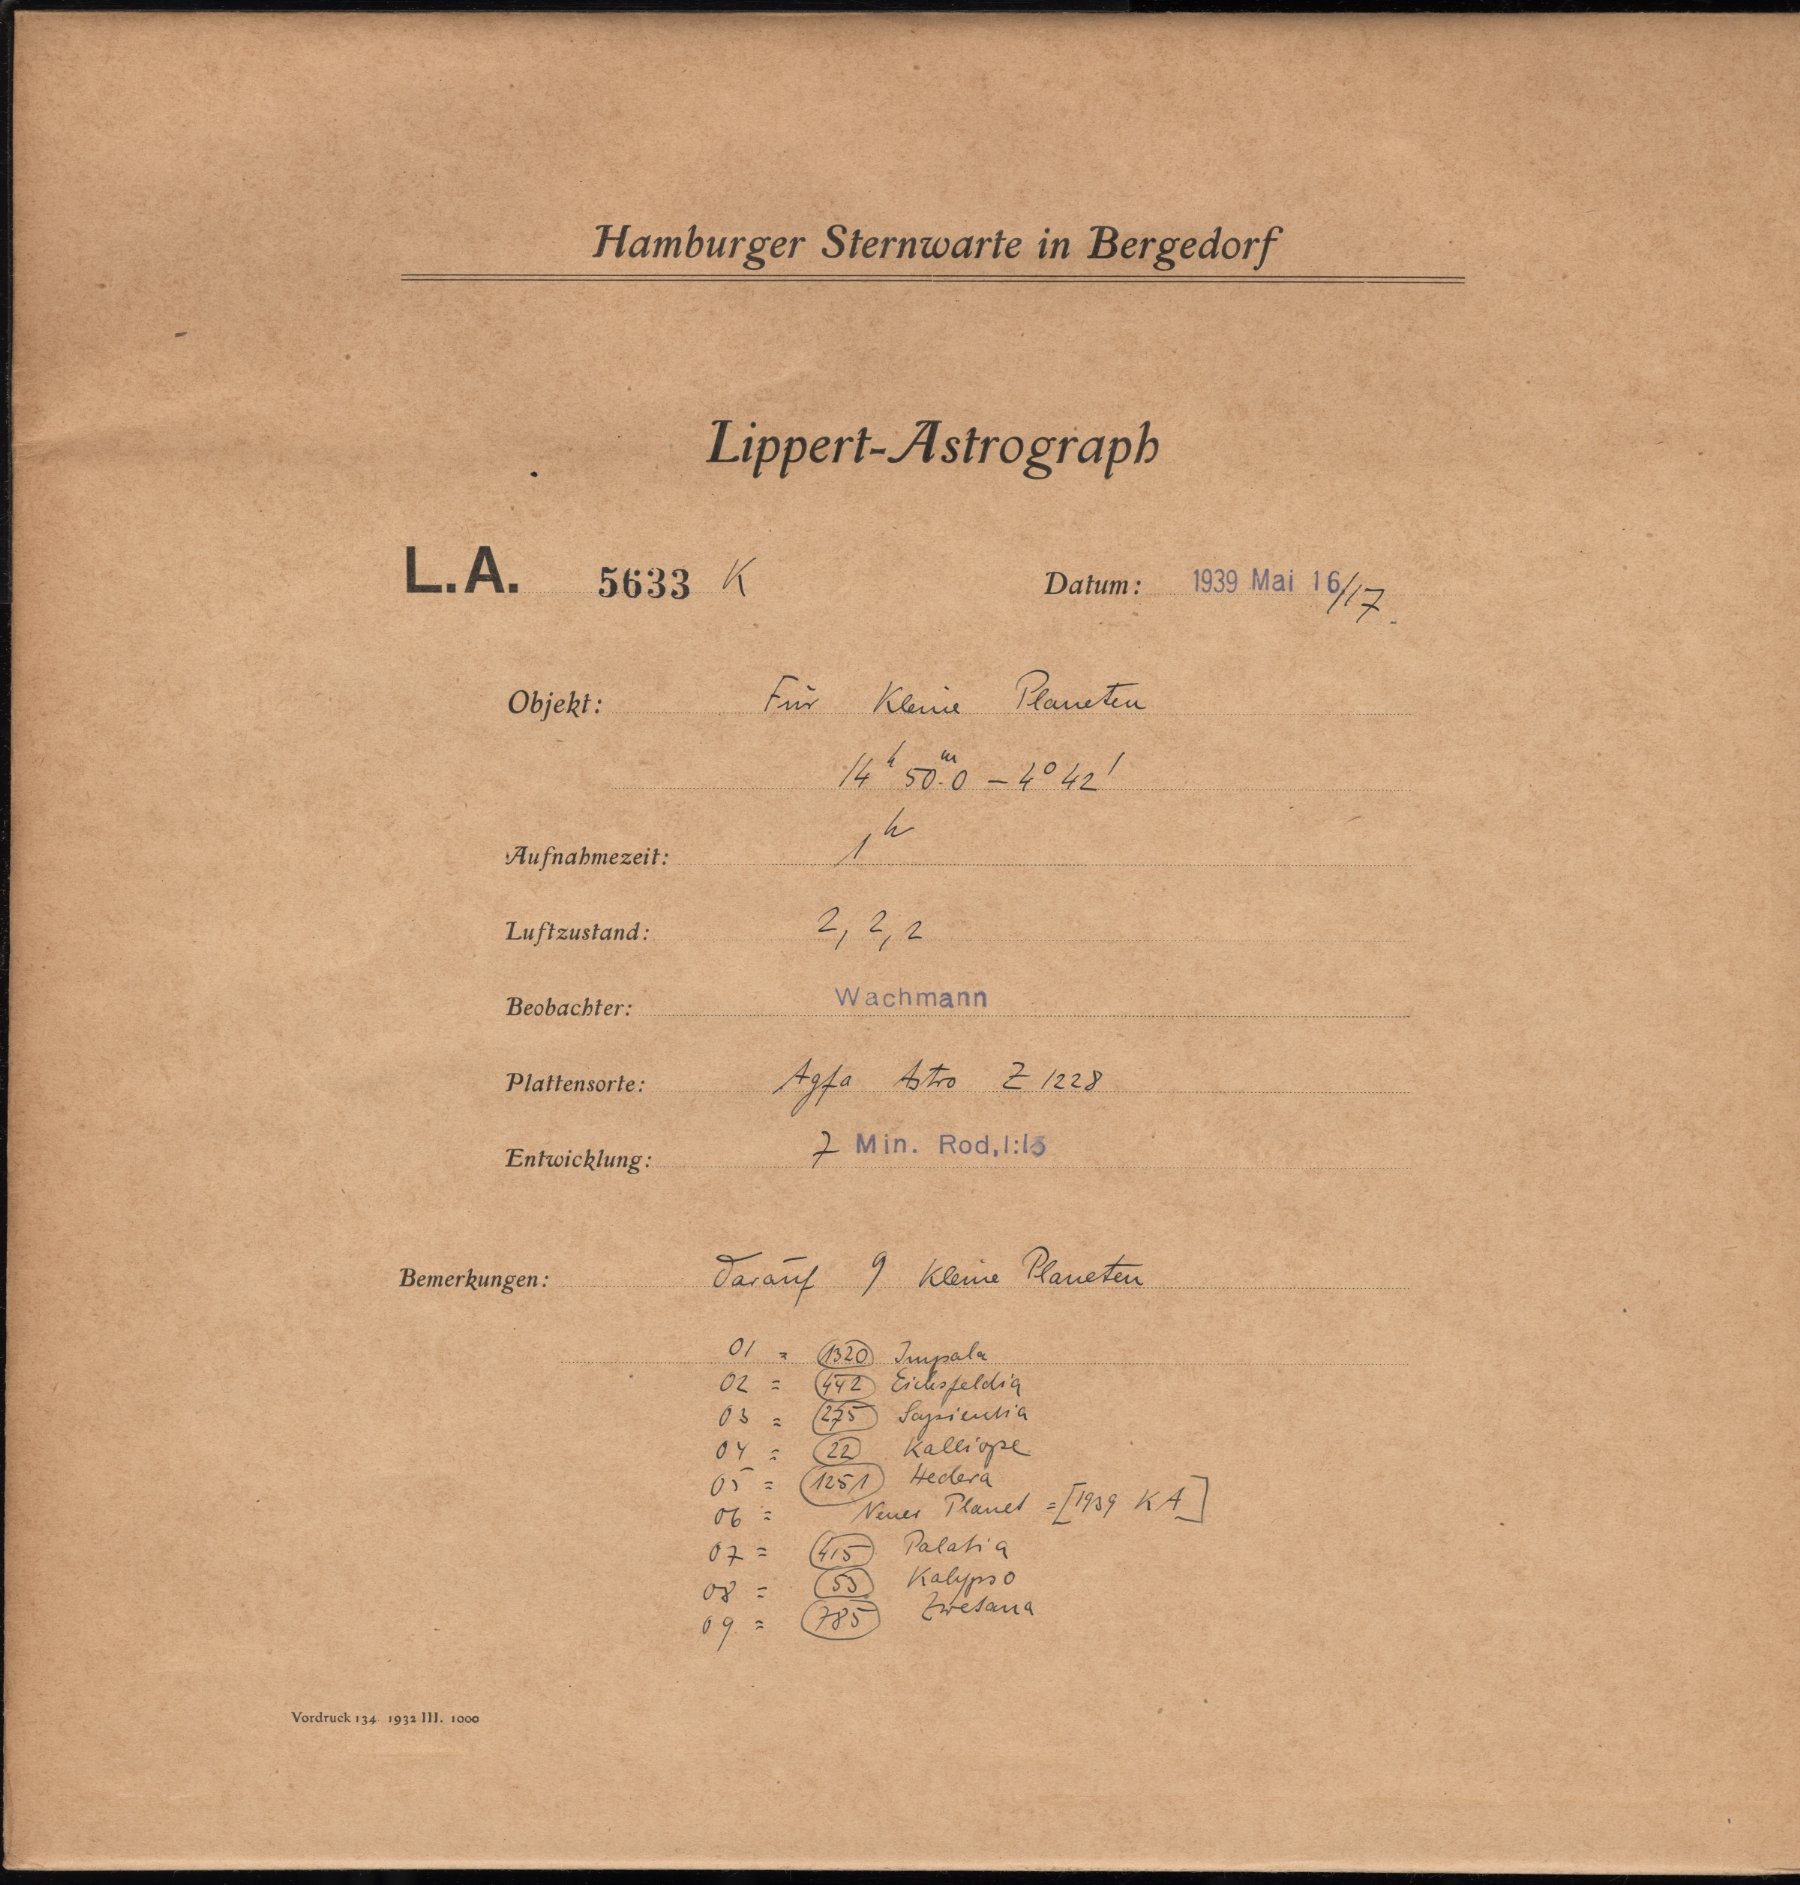 Hamburger Sternwarte in Bergedorf
Lippert-Astrograph
L.A. 5633 K Datum: 1939 Mai 16/17.
Objekt: Für Kleine Planeten
14ʰ 50ᵐ.0 – 4° 42'
Aufnahmezeit: 1ʰ
Luftzustand: 2, 2, 2
Beobachter: Wachmann
Plattensorte: Agfa Astro Z 1228
Entwicklung: 7 Min. Rod, 1:15
Bemerkungen: Darauf 9 Kleine Planeten
01 = 1320 Impala
02 = 442 Eichsfeldia
03 = 275 Sapientia
04 = 22 Kalliope
05 = 1251 Hedera
06 = Neuer Planet = [1939 KA]
07 = 415 Palatia
08 = 53 Kalypso
09 = 785 Zwetana
Vordruck 134 1932 III. 1000